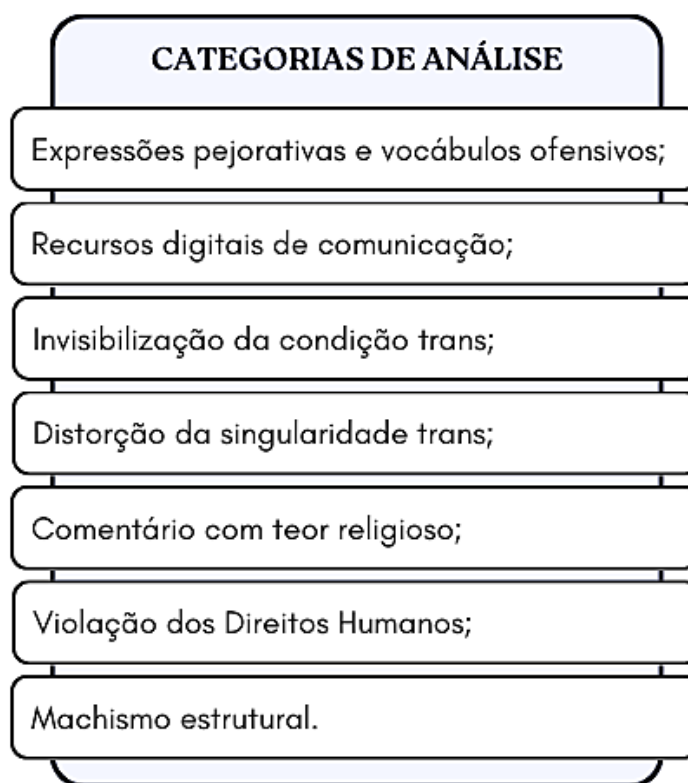 CATEGORIAS DE ANÁLISE
Expressões pejorativas e vocábulos ofensivos;
Recursos digitais de comunicação;
Invisibilização da condição trans;
Distorção da singularidade trans;
Comentário com teor religioso;
Violação dos Direitos Humanos;
Machismo estrutural.